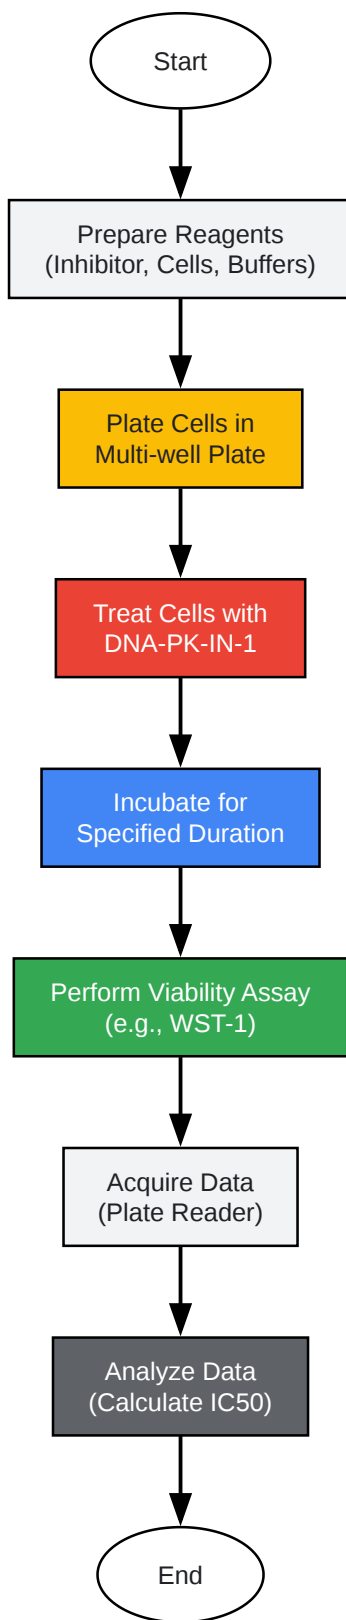 Start
Prepare Reagents
(Inhibitor, Cells, Buffers)
Plate Cells in
Multi-well Plate
Treat Cells with
DNA-PK-IN-1
Incubate for
Specified Duration
Perform Viability Assay
(e.g., WST-1)
Acquire Data
(Plate Reader)
Analyze Data
(Calculate IC50)
End